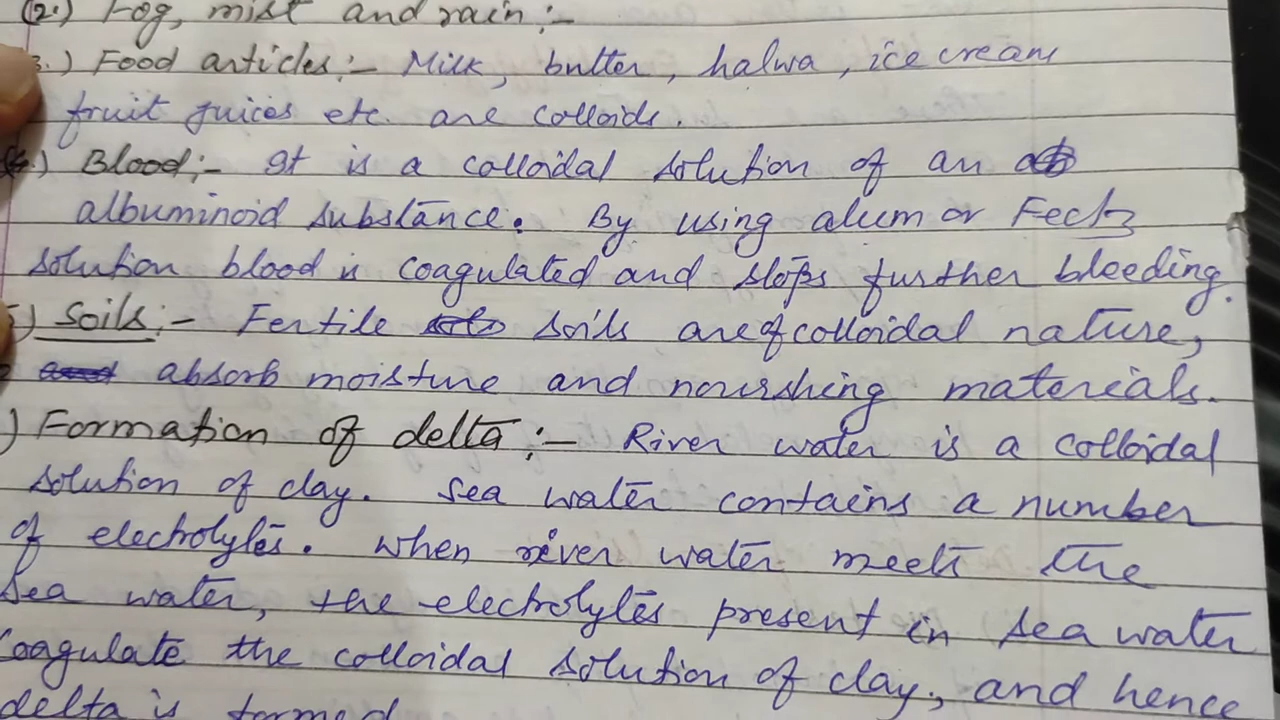 (2.) Fog, mist and rain :-
3.) Food articles :- Milk, butter, halwa, ice cream
fruit juices etc. are colloids.
(4.) Blood :- It is a colloidal solution of an
albuminoid substance. By using alum or Fecl3
solution blood is coagulated and stops further bleeding.
5) Soils :- Fertile soils are of colloidal nature,
absorb moisture and nourshing materials.
) Formation of delta :- River water is a colloidal
solution of clay. Sea water contains a number
of electrolytes. When river water meets the
Sea water, the electrolytes present in sea water
Coagulate the colloidal solution of clay, and hence
delta is formed